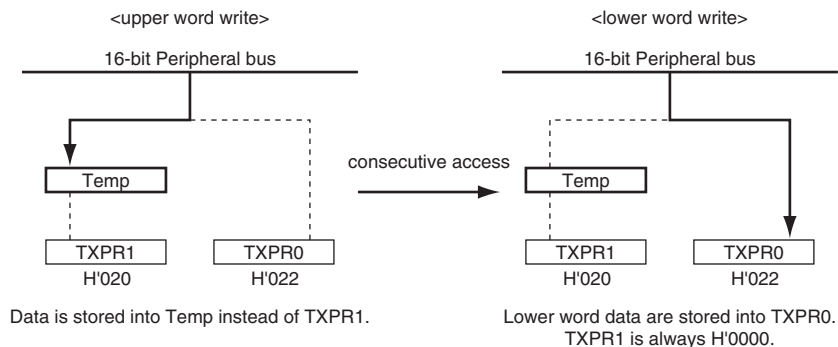 <upper word write>
16-bit Peripheral bus
Temp
TXPR1
TXPR0
H'020
H'022
Data is stored into Temp instead of TXPR1.
consecutive access
<lower word write>
16-bit Peripheral bus
Temp
TXPR1
TXPR0
H'020
H'022
Lower word data are stored into TXPR0.
TXPR1 is always H'0000.